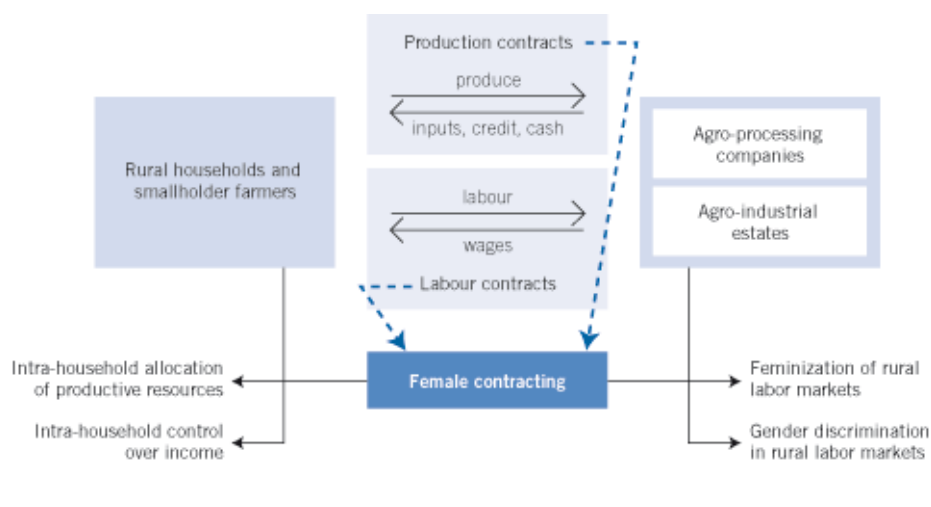 Production contracts
produce
inputs, credit, cash
Rural households and
smallholder farmers
labour
wages
Labour contracts
Agro-processing
companies
Agro-industrial
estates
Female contracting
Intra-household allocation
of productive resources
Intra-household control
over income
Feminization of rural
labor markets
Gender discrimination
in rural labor markets